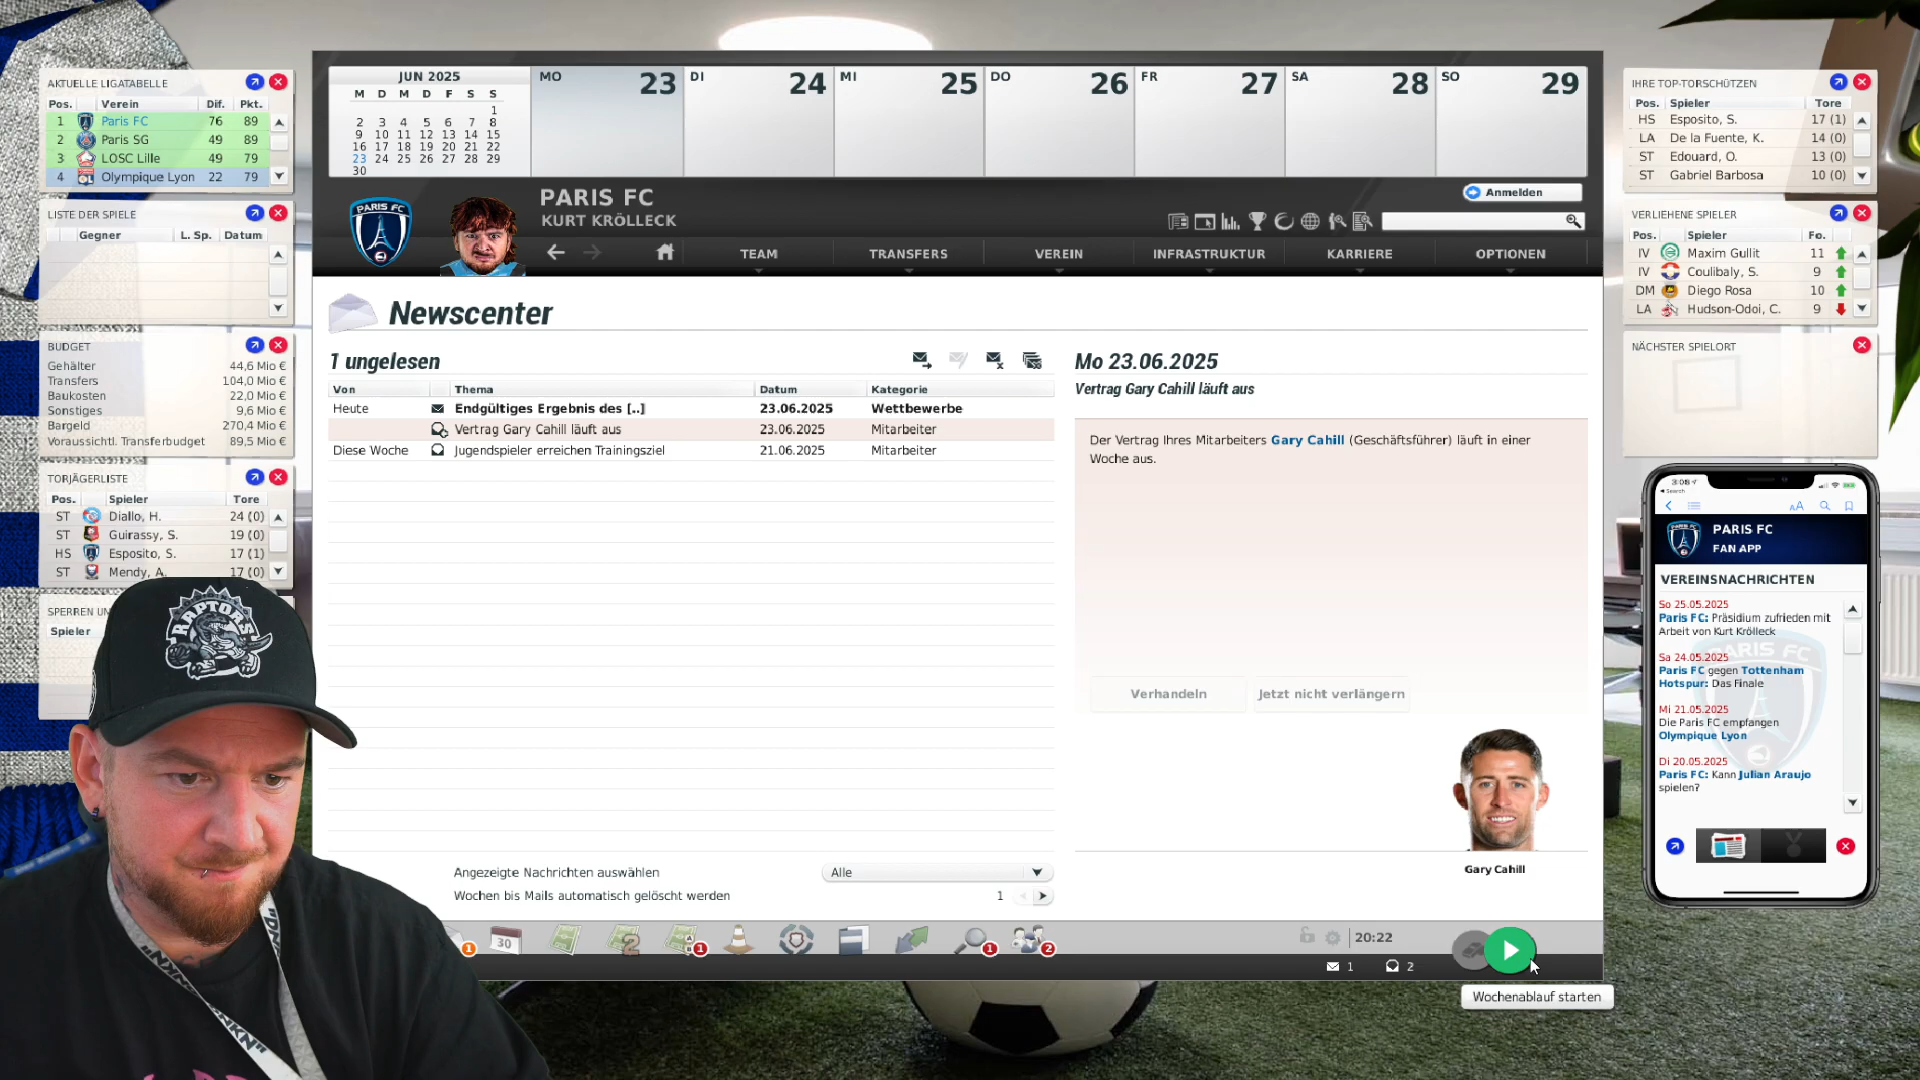 AKTUELLE LIGATABELLE
Pos. Verein Dif. Pkt.
1 Paris FC 76 89
2 Paris SG 49 89
3 LOSC Lille 49 79
4 Olympique Lyon 22 79
LISTE DER SPIELE
Gegner L. Sp. Datum
BUDGET
Gehälter 44,6 Mio €
Transfers 104,0 Mio €
Baukosten 22,0 Mio €
Sonstiges 9,6 Mio €
Bargeld 270,4 Mio €
Voraussichtl. Transferbudget 89,5 Mio €
TORJÄGERLISTE
Pos. Spieler Tore
ST Diallo, H. 24 (0)
ST Guirassy, S. 19 (0)
HS Esposito, S. 17 (1)
ST Mendy, A. 17 (0)
SPERREN UN
Spieler
RAPTORS
JUN 2025
M D M D F S S
1
2 3 4 5 6 7 8
9 10 11 12 13 14 15
16 17 18 19 20 21 22
23 24 25 26 27 28 29
30
MO 23 DI 24 MI 25 DO 26 FR 27 SA 28 SO 29
PARIS FC
PARIS FC
KURT KRÖLLECK
Anmelden
TEAM TRANSFERS VEREIN INFRASTRUKTUR KARRIERE OPTIONEN
Newscenter
1 ungelesen
Von Thema Datum Kategorie
Heute Endgültiges Ergebnis des [..] 23.06.2025 Wettbewerbe
Vertrag Gary Cahill läuft aus 23.06.2025 Mitarbeiter
Diese Woche Jugendspieler erreichen Trainingsziel 21.06.2025 Mitarbeiter
Angezeigte Nachrichten auswählen Alle
Wochen bis Mails automatisch gelöscht werden 1
Mo 23.06.2025
Vertrag Gary Cahill läuft aus
Der Vertrag Ihres Mitarbeiters Gary Cahill (Geschäftsführer) läuft in einer
Woche aus.
Verhandeln Jetzt nicht verlängern
Gary Cahill
1 30 2 1 1 2
20:22
1 2
Wochenablauf starten
IHRE TOP-TORSCHÜTZEN
Pos. Spieler Tore
HS Esposito, S. 17 (1)
LA De la Fuente, K. 14 (0)
ST Edouard, O. 13 (0)
ST Gabriel Barbosa 10 (0)
VERLIEHENE SPIELER
Pos. Spieler Fo.
IV Maxim Gullit 11
IV Coulibaly, S. 9
DM Diego Rosa 10
LA Hudson-Odoi, C. 9
NÄCHSTER SPIELORT
3:08
Search
AA
PARIS FC
FAN APP
VEREINSNACHRICHTEN
So 25.05.2025
Paris FC: Präsidium zufrieden mit
Arbeit von Kurt Krölleck
Sa 24.05.2025
Paris FC gegen Tottenham
Hotspur: Das Finale
Mi 21.05.2025
Die Paris FC empfangen
Olympique Lyon
Di 20.05.2025
Paris FC: Kann Julian Araujo
spielen?